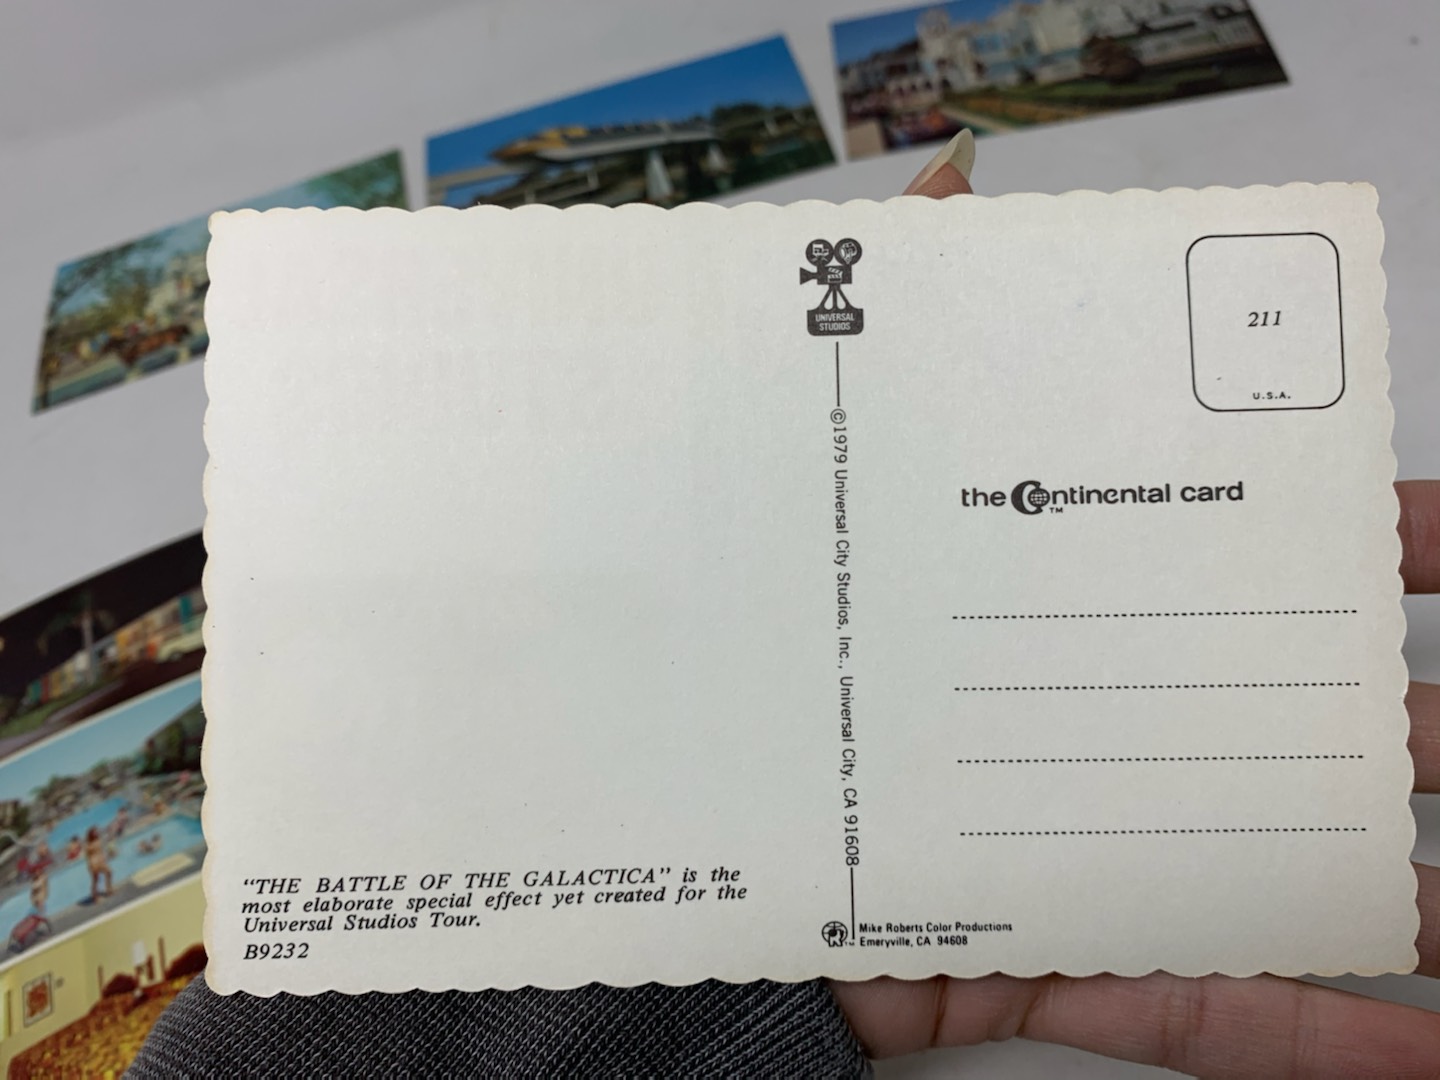 UNIVERSAL
STUDIOS
211
U.S.A.
the Continental card
TM
©1979 Universal City Studios, Inc., Universal City, CA 91608
"THE BATTLE OF THE GALACTICA" is the
most elaborate special effect yet created for the
Universal Studios Tour.
B9232
Mike Roberts Color Productions
Emeryville, CA 94608